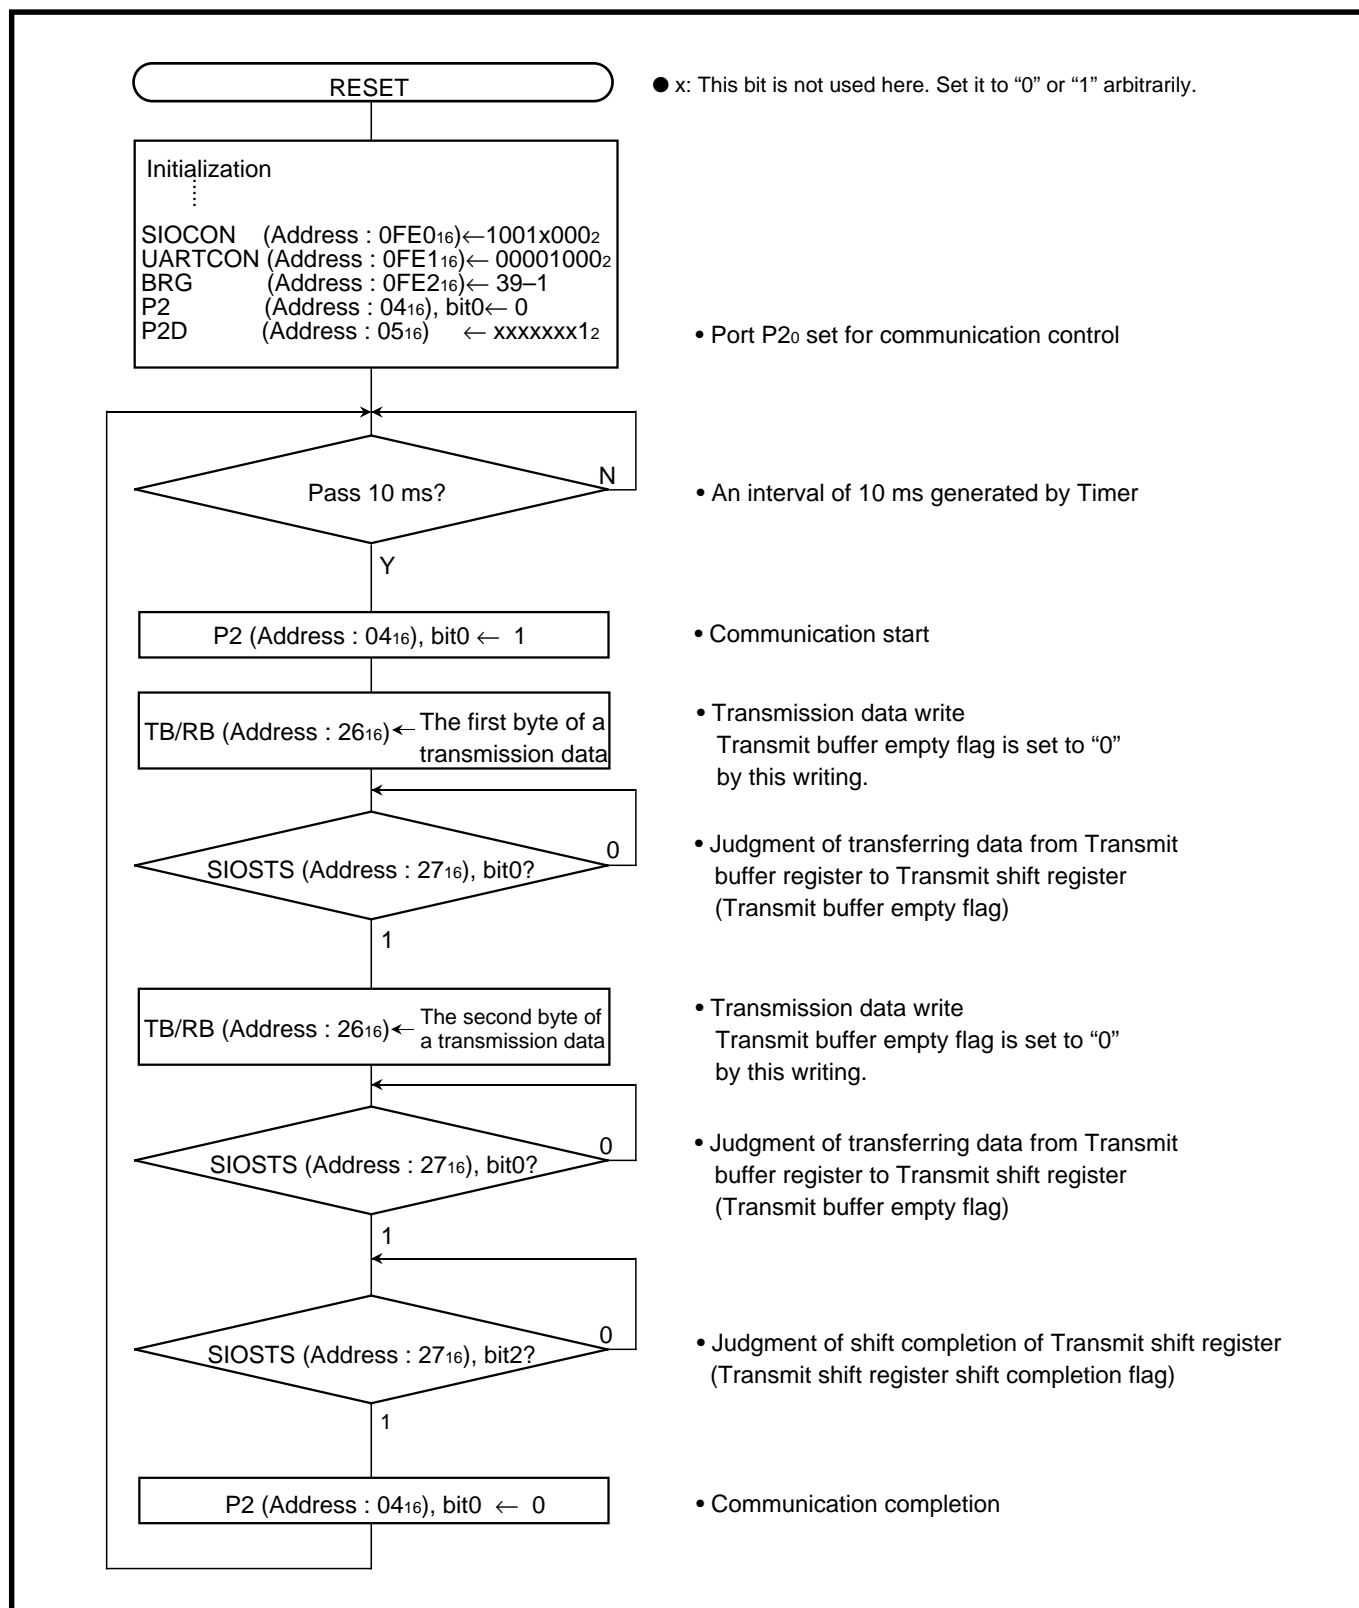 RESET
● x: This bit is not used here. Set it to “0” or “1” arbitrarily.
Initialization
SIOCON (Address : 0FE016)←1001x0002
UARTCON (Address : 0FE116)← 000010002
BRG (Address : 0FE216)← 39–1
P2 (Address : 0416), bit0← 0
P2D (Address : 0516) ← xxxxxxx12
• Port P20 set for communication control
Pass 10 ms?
N
• An interval of 10 ms generated by Timer
Y
P2 (Address : 0416), bit0 ← 1
• Communication start
TB/RB (Address : 2616)← The first byte of a
transmission data
• Transmission data write
Transmit buffer empty flag is set to “0”
by this writing.
SIOSTS (Address : 2716), bit0?
0
• Judgment of transferring data from Transmit
buffer register to Transmit shift register
(Transmit buffer empty flag)
1
TB/RB (Address : 2616)← The second byte of
a transmission data
• Transmission data write
Transmit buffer empty flag is set to “0”
by this writing.
SIOSTS (Address : 2716), bit0?
0
• Judgment of transferring data from Transmit
buffer register to Transmit shift register
(Transmit buffer empty flag)
1
SIOSTS (Address : 2716), bit2?
0
• Judgment of shift completion of Transmit shift register
(Transmit shift register shift completion flag)
1
P2 (Address : 0416), bit0 ← 0
• Communication completion